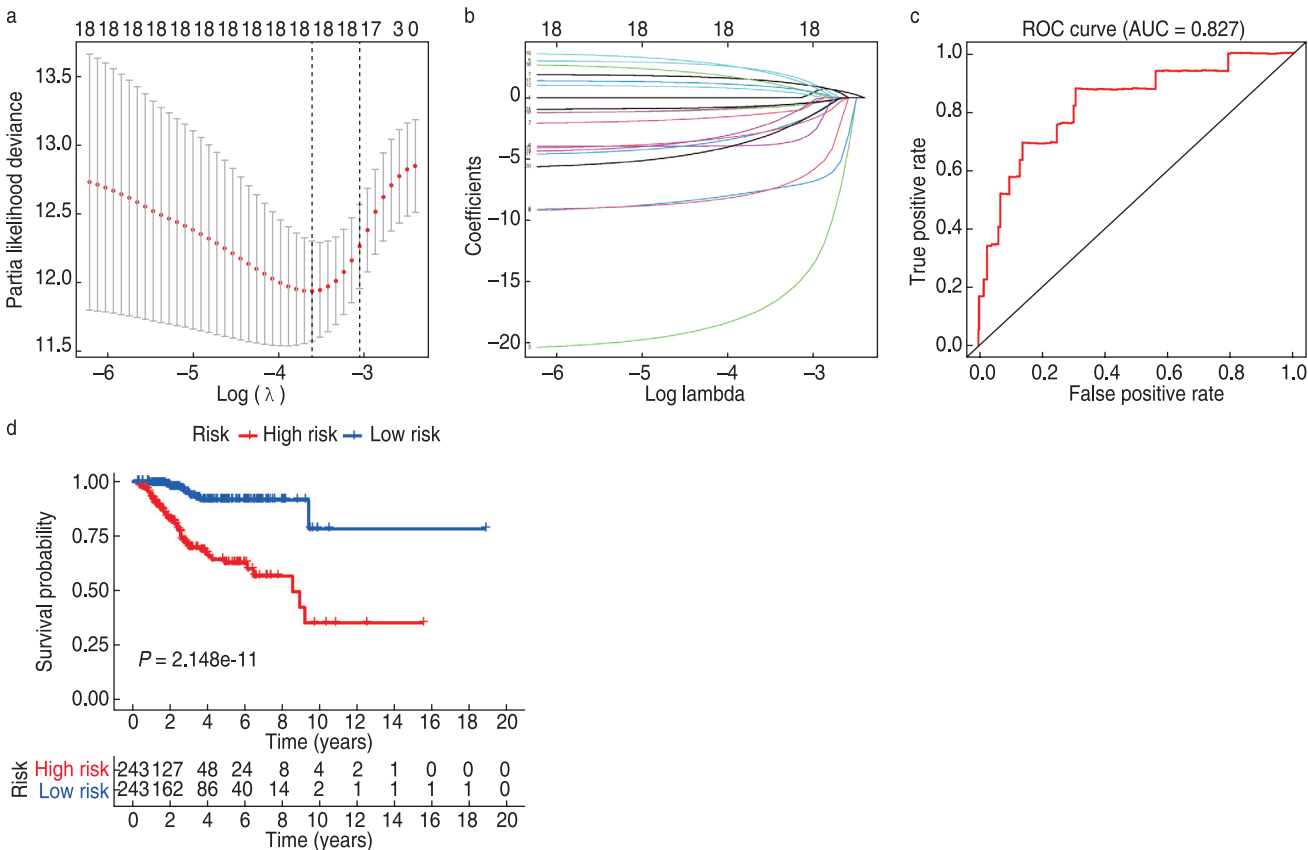 a
18 18 18 18 18 18 18 18 18 18 18 18 18 17 3 0
13.5
13.0
12.5
12.0
11.5
Partia likelihood deviance
−6 −5 −4 −3
Log (λ)
b
18 18 18 18
0
−5
−10
−15
−20
Coefficients
−6 −5 −4 −3
Log lambda
c
ROC curve (AUC = 0.827)
1.0
0.8
0.6
0.4
0.2
0.0
True positive rate
0.0 0.2 0.4 0.6 0.8 1.0
False positive rate
d
Risk High risk Low risk
1.00
0.75
0.50
0.25
0.00
Survival probability
P = 2.148e-11
0 2 4 6 8 10 12 14 16 18 20
Time (years)
Risk
High risk 243 127 48 24 8 4 2 1 0 0 0
Low risk 243 162 86 40 14 2 1 1 1 1 0
0 2 4 6 8 10 12 14 16 18 20
Time (years)